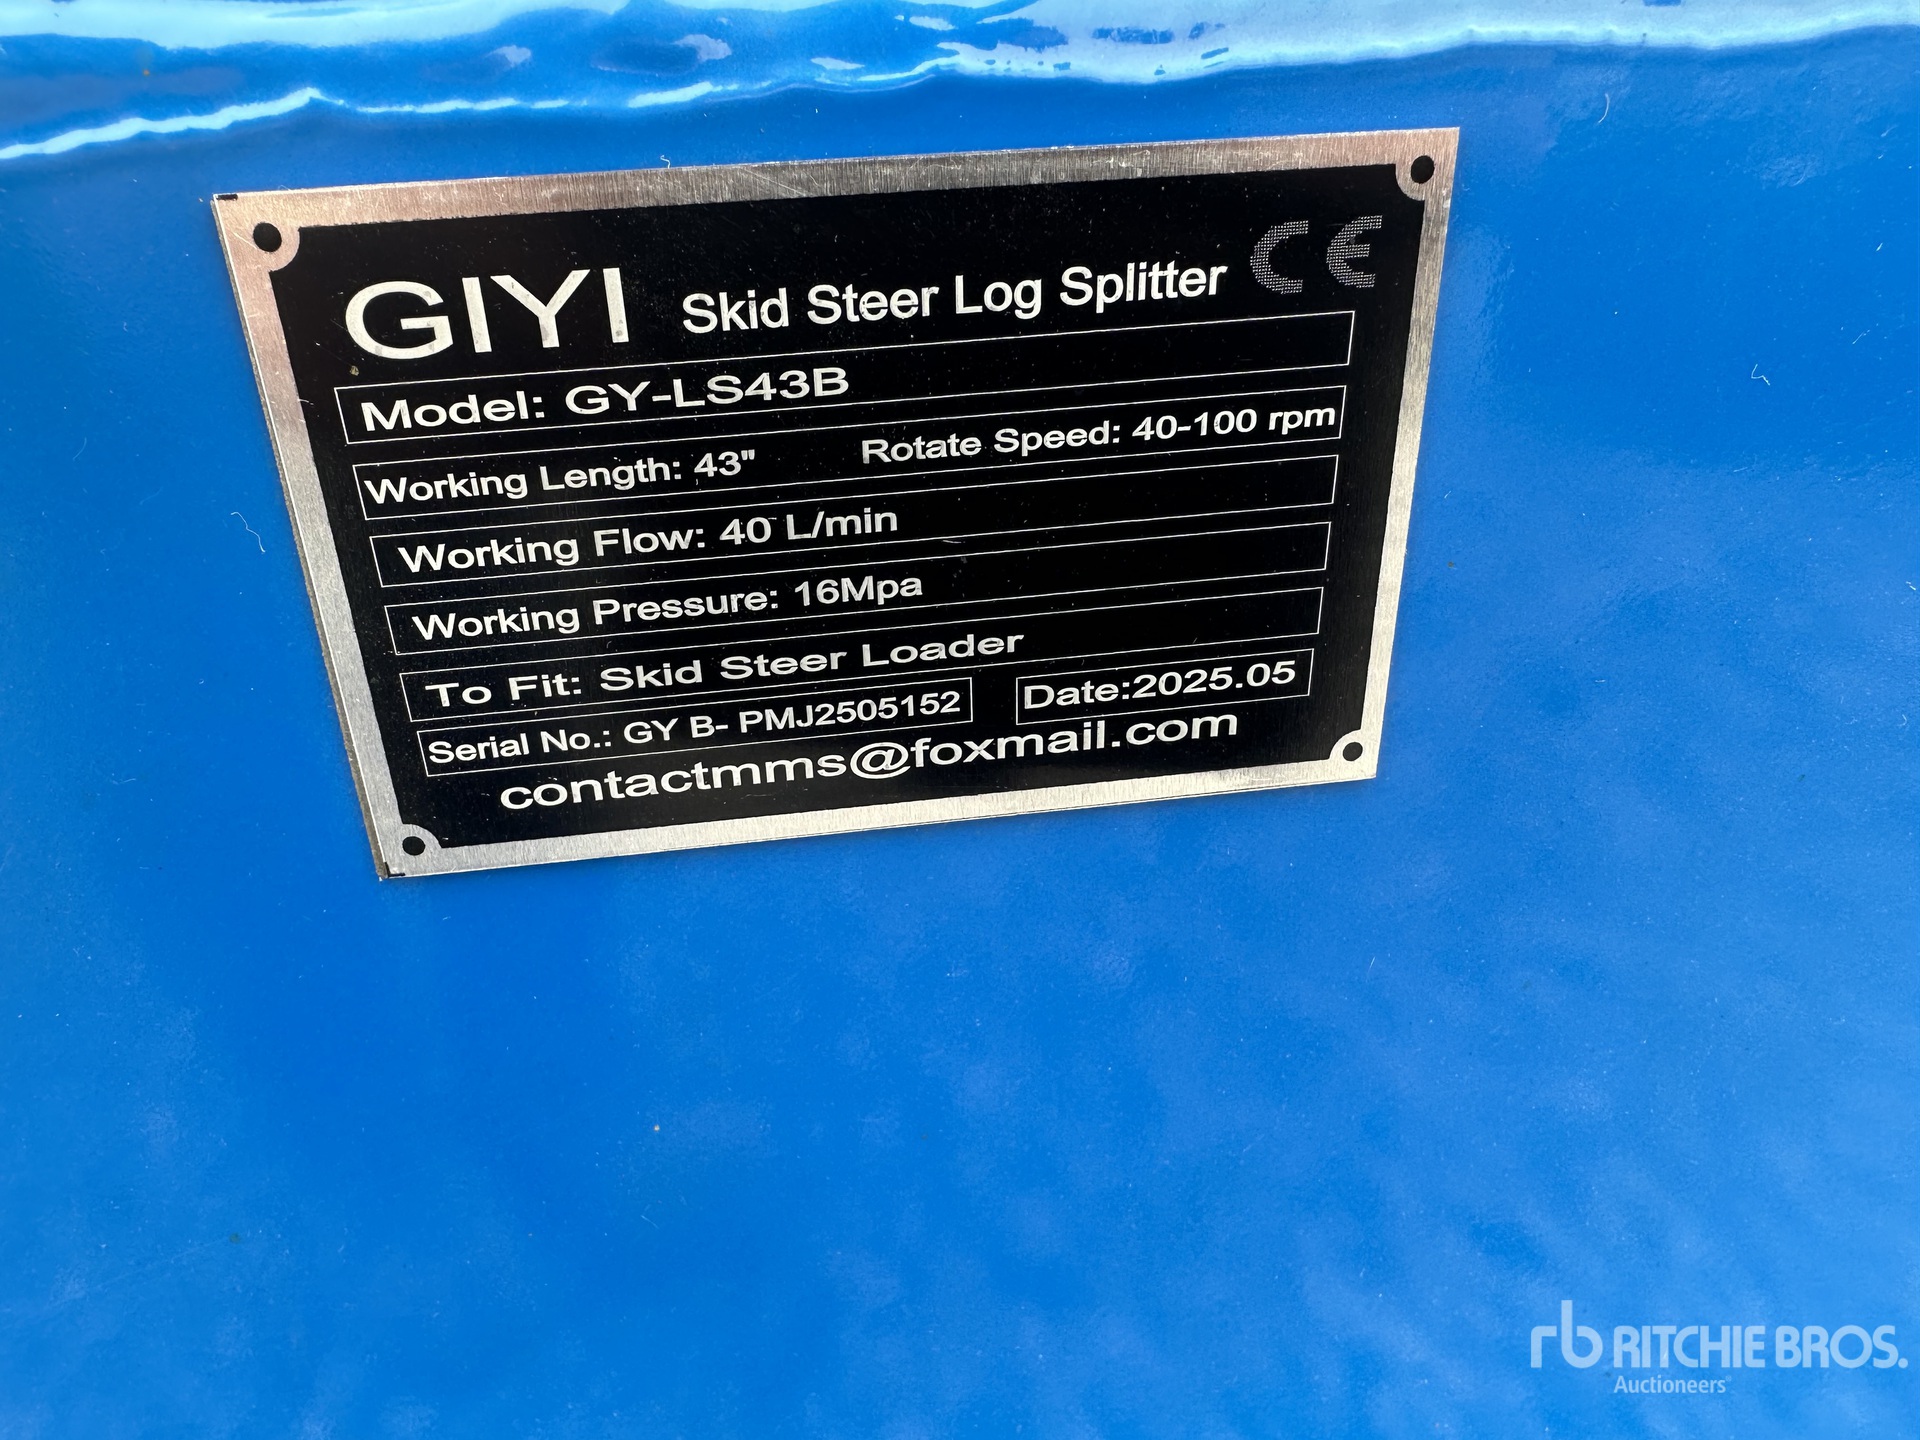 GIYI Skid Steer Log Splitter CE
Model: GY-LS43B
Working Length: 43" Rotate Speed: 40-100 rpm
Working Flow: 40 L/min
Working Pressure: 16Mpa
To Fit: Skid Steer Loader
Serial No.: GY B- PMJ2505152 Date:2025.05
contactmms@foxmail.com
rb RITCHIE BROS.
Auctioneers